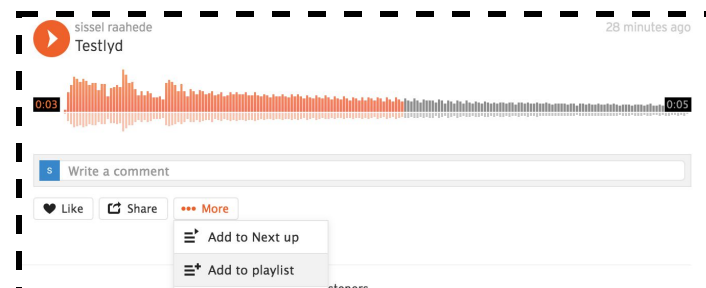 sissel raahede
28 minutes ago
Testlyd
0:03
0:05
S
Write a comment
Like
Share
More
Add to Next up
Add to playlist